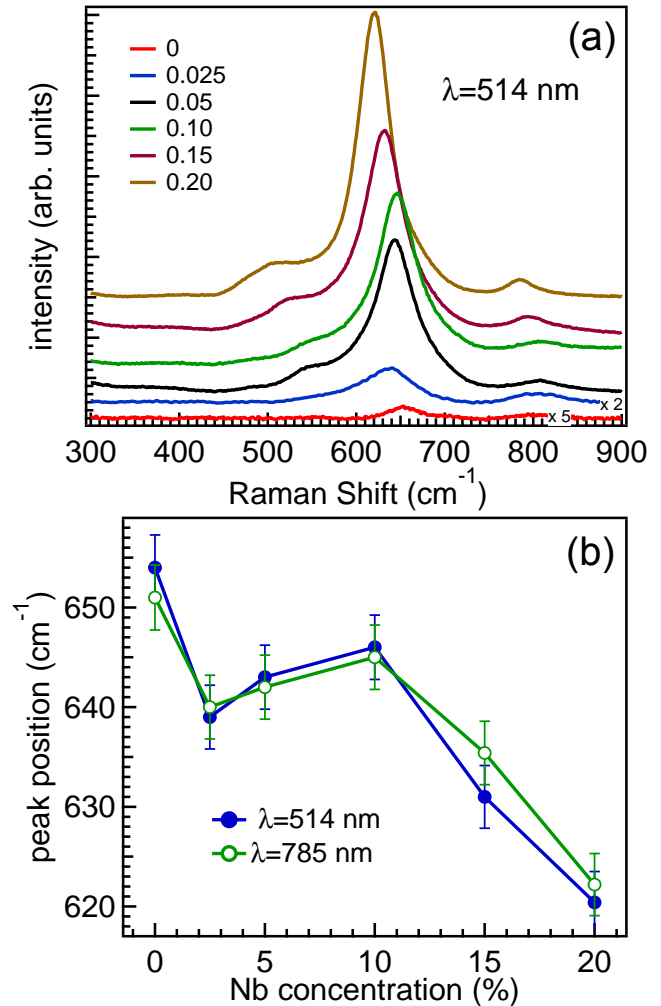 (a)
0
0.025
0.05
0.10
0.15
0.20
λ=514 nm
intensity (arb. units)
x 2
x 5
300 400 500 600 700 800 900
Raman Shift (cm⁻¹)
(b)
650
640
630
620
peak position (cm⁻¹)
λ=514 nm
λ=785 nm
0 5 10 15 20
Nb concentration (%)